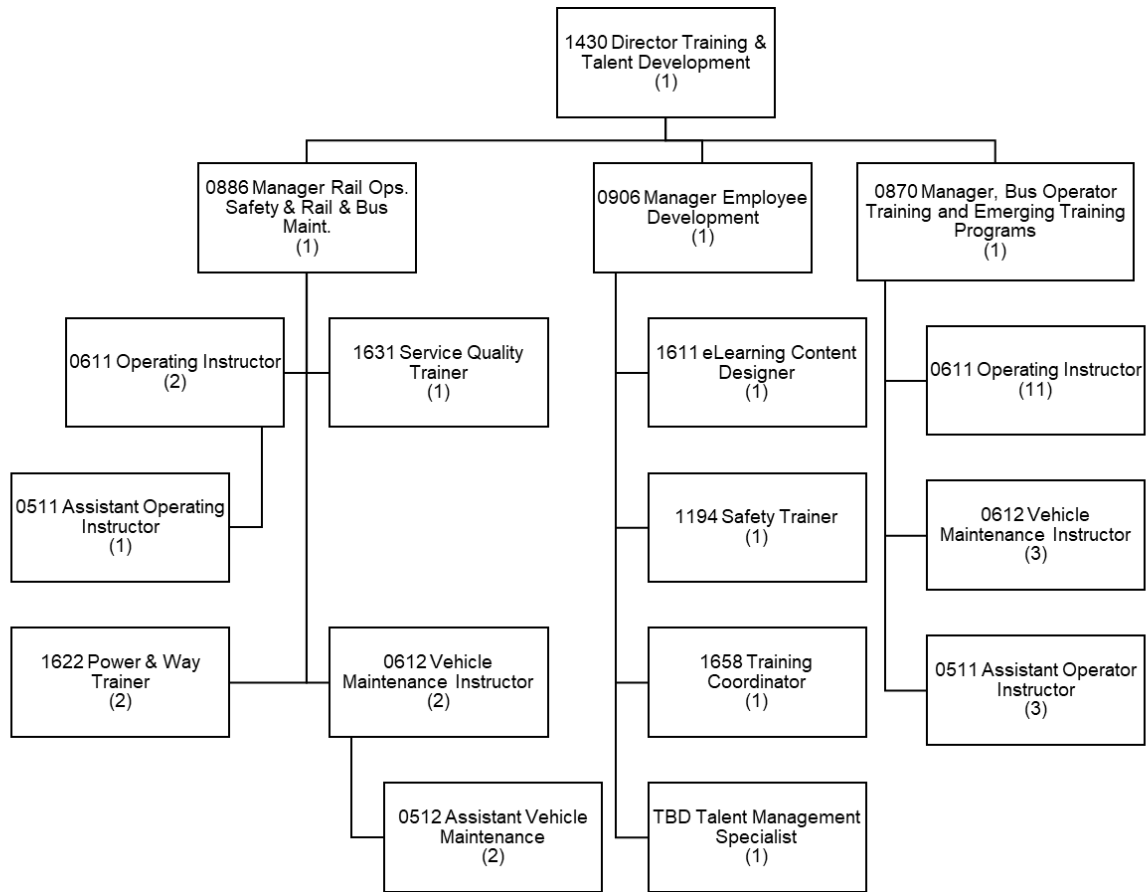 1430 Director Training &
Talent Development
(1)
0886 Manager Rail Ops.
Safety & Rail & Bus
Maint.
(1)
0906 Manager Employee
Development
(1)
0870 Manager, Bus Operator
Training and Emerging Training
Programs
(1)
0611 Operating Instructor
(2)
1631 Service Quality
Trainer
(1)
0511 Assistant Operating
Instructor
(1)
1622 Power & Way
Trainer
(2)
0612 Vehicle
Maintenance Instructor
(2)
0512 Assistant Vehicle
Maintenance
(2)
1611 eLearning Content
Designer
(1)
1194 Safety Trainer
(1)
1658 Training
Coordinator
(1)
TBD Talent Management
Specialist
(1)
0611 Operating Instructor
(11)
0612 Vehicle
Maintenance Instructor
(3)
0511 Assistant Operator
Instructor
(3)